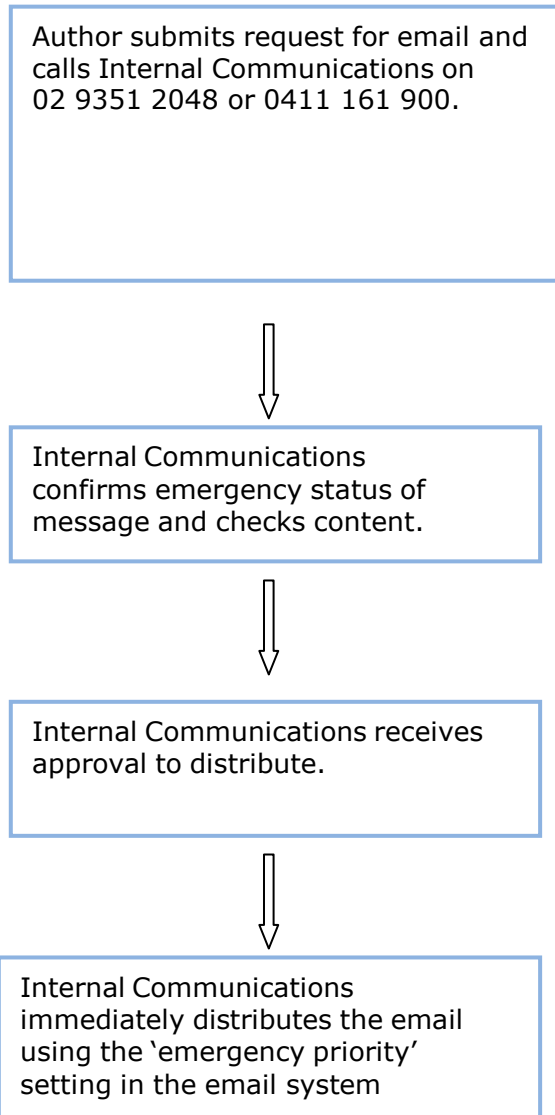 Author submits request for email and
calls Internal Communications on
02 9351 2048 or 0411 161 900.
Internal Communications
confirms emergency status of
message and checks content.
Internal Communications receives
approval to distribute.
Internal Communications
immediately distributes the email
using the ‘emergency priority’
setting in the email system